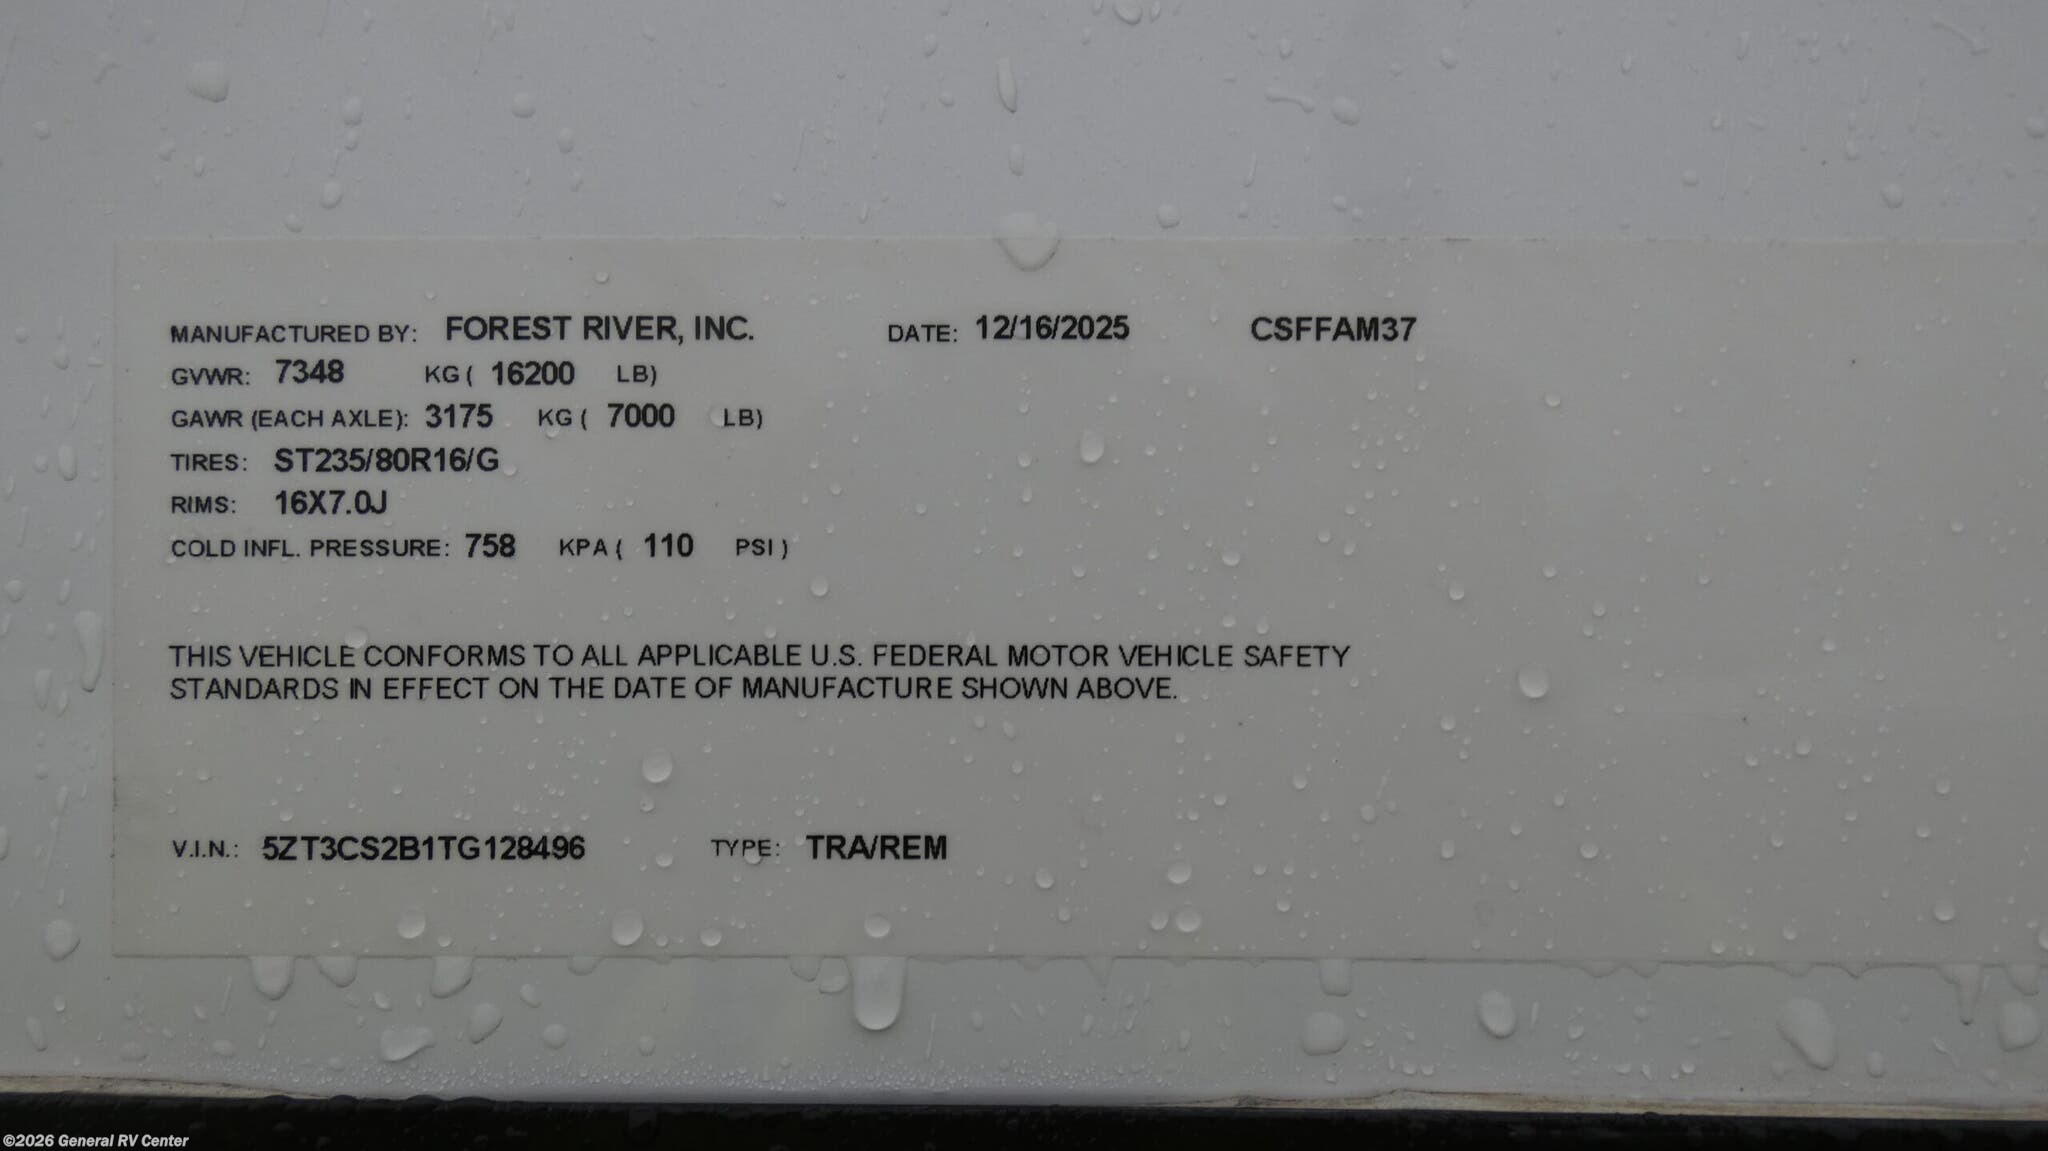 MANUFACTURED BY: FOREST RIVER, INC. DATE: 12/16/2025 CSFFAM37
GVWR: 7348 KG ( 16200 LB)
GAWR (EACH AXLE): 3175 KG ( 7000 LB)
TIRES: ST235/80R16/G
RIMS: 16X7.0J
COLD INFL. PRESSURE: 758 KPA ( 110 PSI )
THIS VEHICLE CONFORMS TO ALL APPLICABLE U.S. FEDERAL MOTOR VEHICLE SAFETY
STANDARDS IN EFFECT ON THE DATE OF MANUFACTURE SHOWN ABOVE.
V.I.N.: 5ZT3CS2B1TG128496 TYPE: TRA/REM
©2026 General RV Center